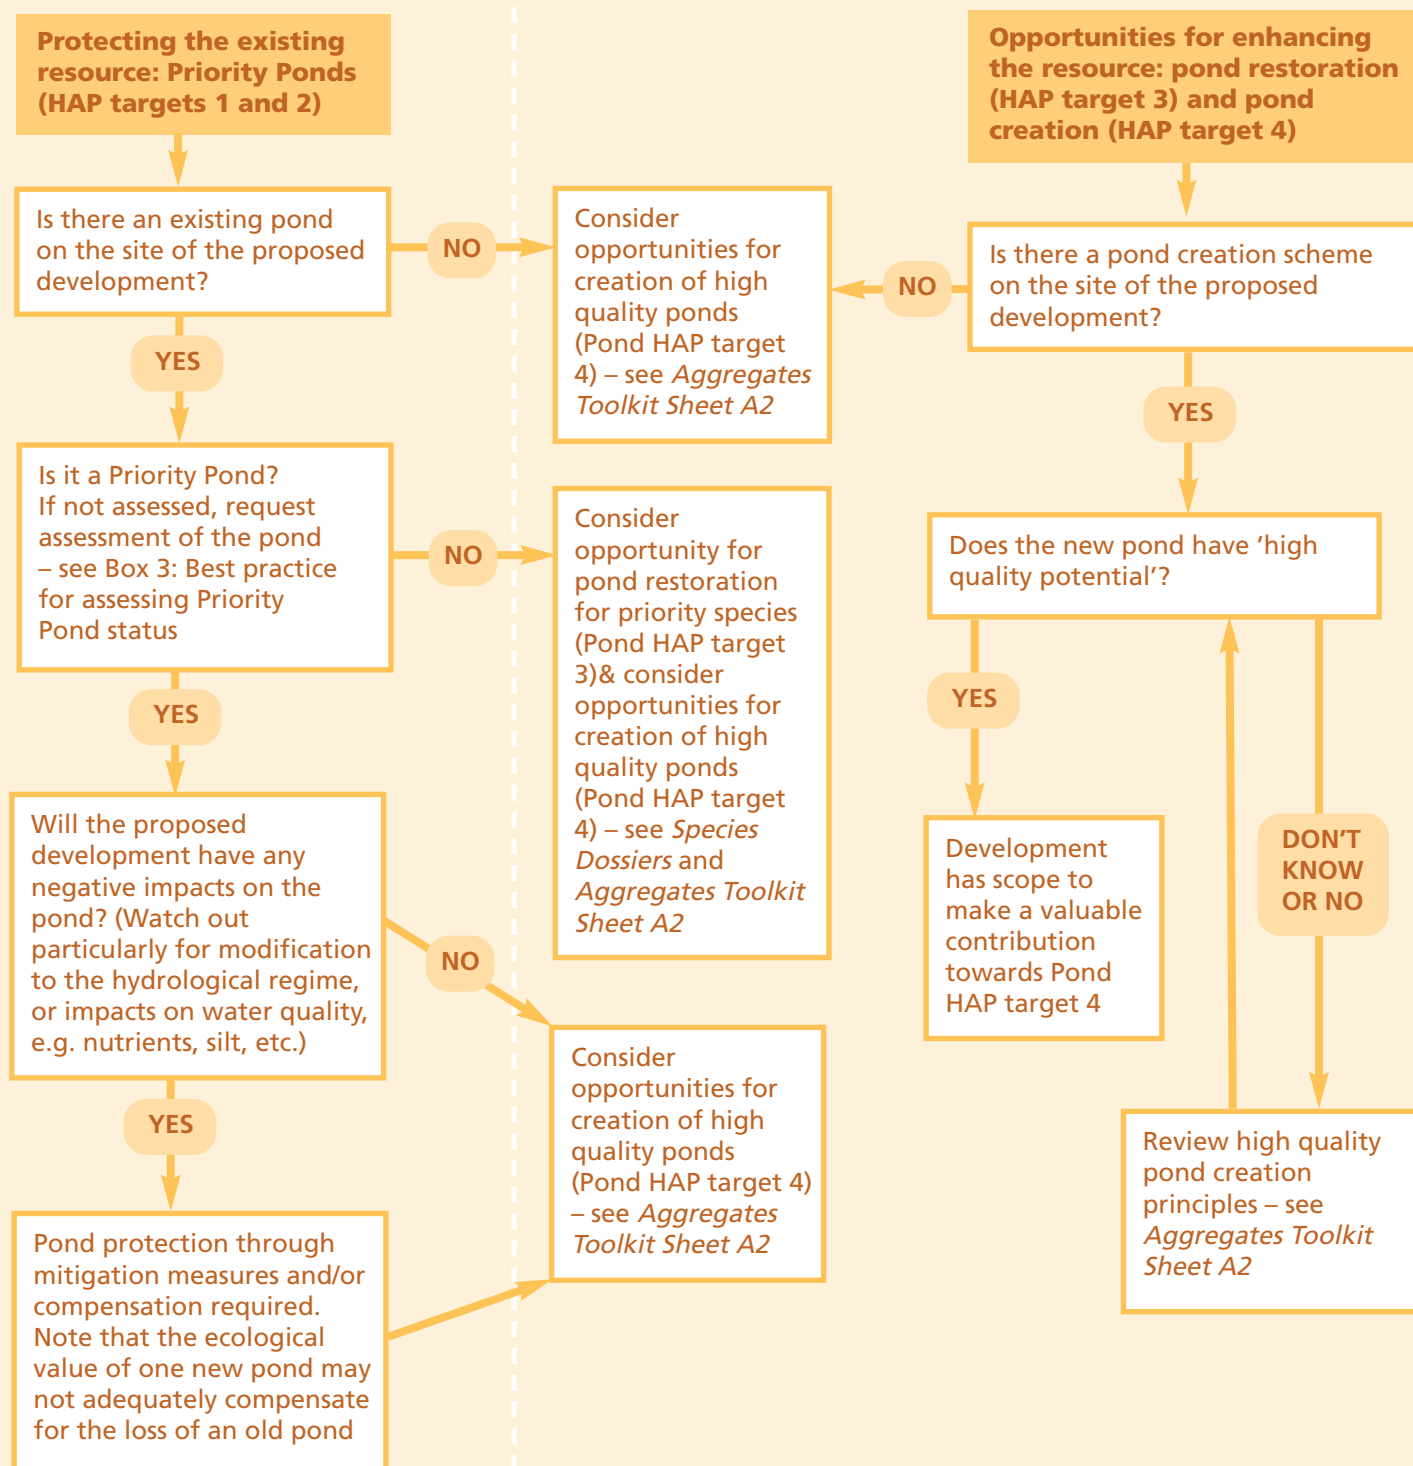 Protecting the existing
resource: Priority Ponds
(HAP targets 1 and 2)
Is there an existing pond
on the site of the proposed
development?
NO
YES
Is it a Priority Pond?
If not assessed, request
assessment of the pond
– see Box 3: Best practice
for assessing Priority
Pond status
NO
YES
Will the proposed
development have any
negative impacts on the
pond? (Watch out
particularly for modification
to the hydrological regime,
or impacts on water quality,
e.g. nutrients, silt, etc.)
NO
YES
Pond protection through
mitigation measures and/or
compensation required.
Note that the ecological
value of one new pond may
not adequately compensate
for the loss of an old pond
Consider
opportunities for
creation of high
quality ponds
(Pond HAP target
4) – see Aggregates
Toolkit Sheet A2
Consider
opportunity for
pond restoration
for priority species
(Pond HAP target
3)& consider
opportunities for
creation of high
quality ponds
(Pond HAP target
4) – see Species
Dossiers and
Aggregates Toolkit
Sheet A2
Consider
opportunities for
creation of high
quality ponds
(Pond HAP target 4)
– see Aggregates
Toolkit Sheet A2
Opportunities for enhancing
the resource: pond restoration
(HAP target 3) and pond
creation (HAP target 4)
Is there a pond creation scheme
on the site of the proposed
development?
NO
YES
Does the new pond have ‘high
quality potential’?
YES
Development
has scope to
make a valuable
contribution
towards Pond
HAP target 4
DON’T
KNOW
OR NO
Review high quality
pond creation
principles – see
Aggregates Toolkit
Sheet A2